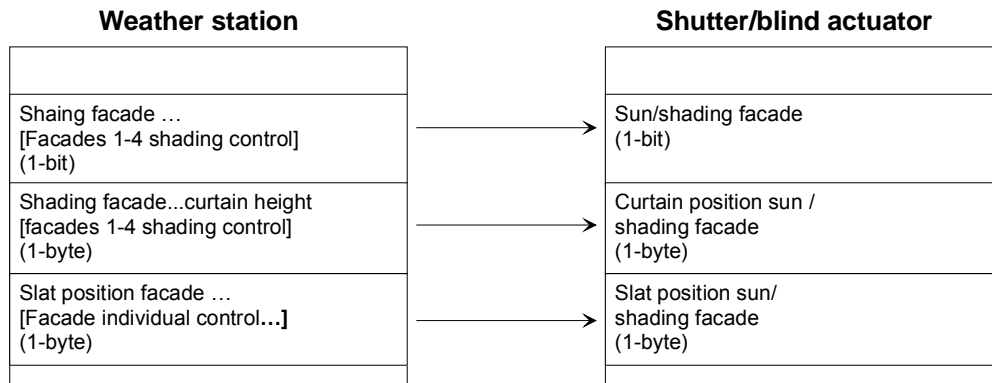 Weather station
Shutter/blind actuator
Shaing facade …
[Facades 1-4 shading control]
(1-bit)
Sun/shading facade
(1-bit)
Shading facade...curtain height
[facades 1-4 shading control]
(1-byte)
Curtain position sun /
shading facade
(1-byte)
Slat position facade …
[Facade individual control...]
(1-byte)
Slat position sun/
shading facade
(1-byte)